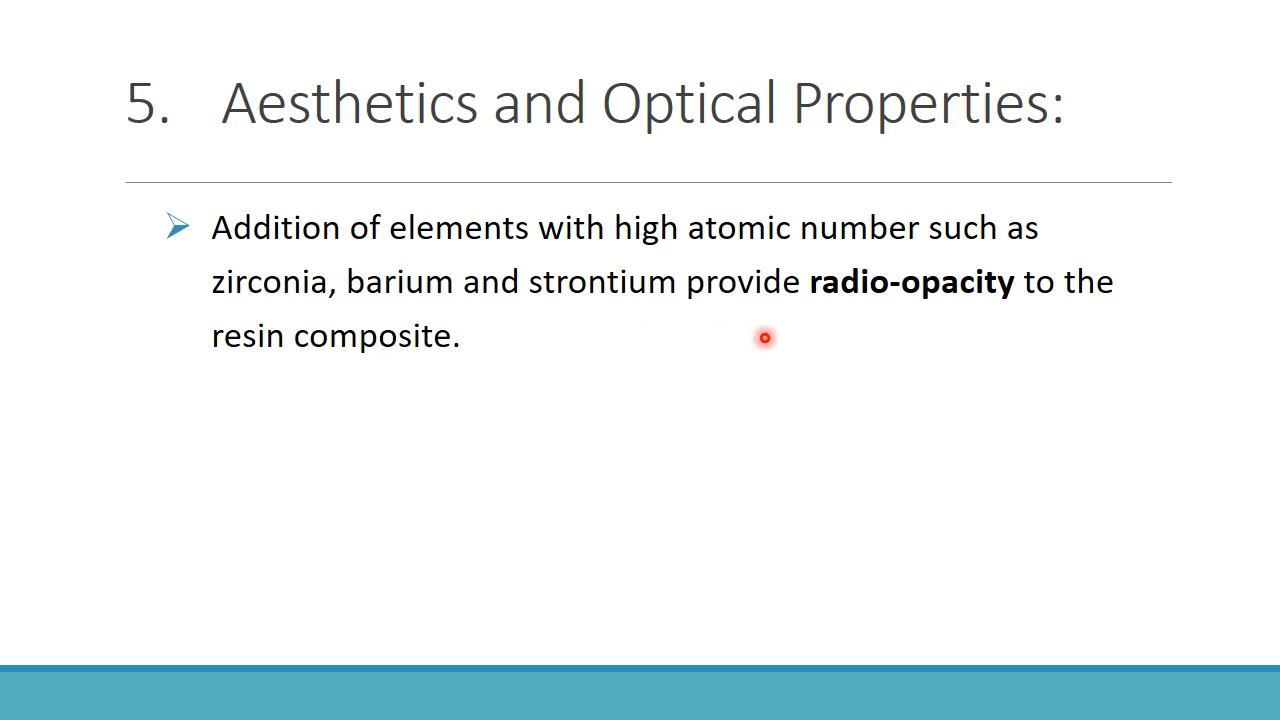 5. Aesthetics and Optical Properties:
Addition of elements with high atomic number such as
zirconia, barium and strontium provide radio-opacity to the
resin composite.